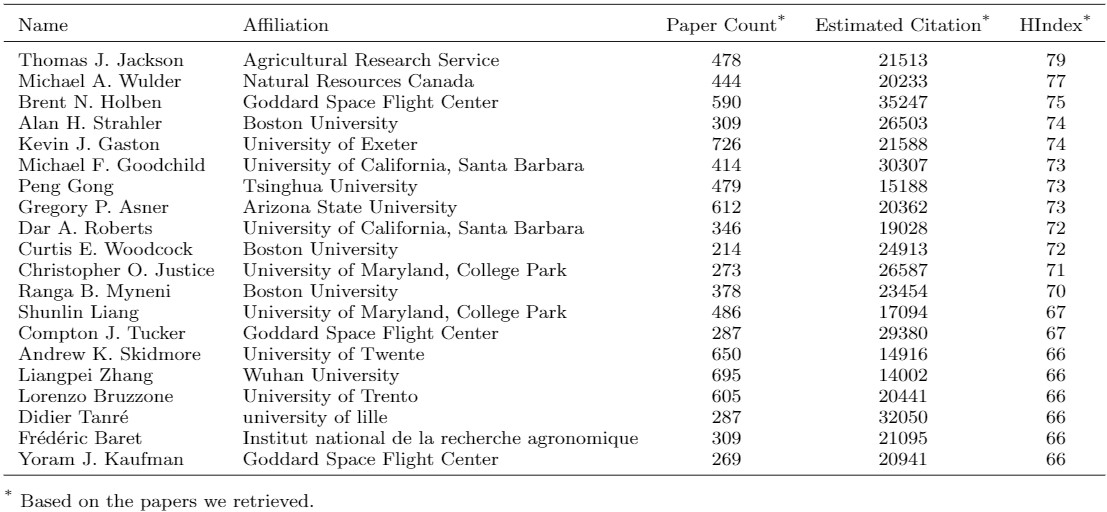 Name Affiliation Paper Count* Estimated Citation* HIndex*
Thomas J. Jackson Agricultural Research Service 478 21513 79
Michael A. Wulder Natural Resources Canada 444 20233 77
Brent N. Holben Goddard Space Flight Center 590 35247 75
Alan H. Strahler Boston University 309 26503 74
Kevin J. Gaston University of Exeter 726 21588 74
Michael F. Goodchild University of California, Santa Barbara 414 30307 73
Peng Gong Tsinghua University 479 15188 73
Gregory P. Asner Arizona State University 612 20362 73
Dar A. Roberts University of California, Santa Barbara 346 19028 72
Curtis E. Woodcock Boston University 214 24913 72
Christopher O. Justice University of Maryland, College Park 273 26587 71
Ranga B. Myneni Boston University 378 23454 70
Shunlin Liang University of Maryland, College Park 486 17094 67
Compton J. Tucker Goddard Space Flight Center 287 29380 67
Andrew K. Skidmore University of Twente 650 14916 66
Liangpei Zhang Wuhan University 695 14002 66
Lorenzo Bruzzone University of Trento 605 20441 66
Didier Tanré university of lille 287 32050 66
Frédéric Baret Institut national de la recherche agronomique 309 21095 66
Yoram J. Kaufman Goddard Space Flight Center 269 20941 66
* Based on the papers we retrieved.